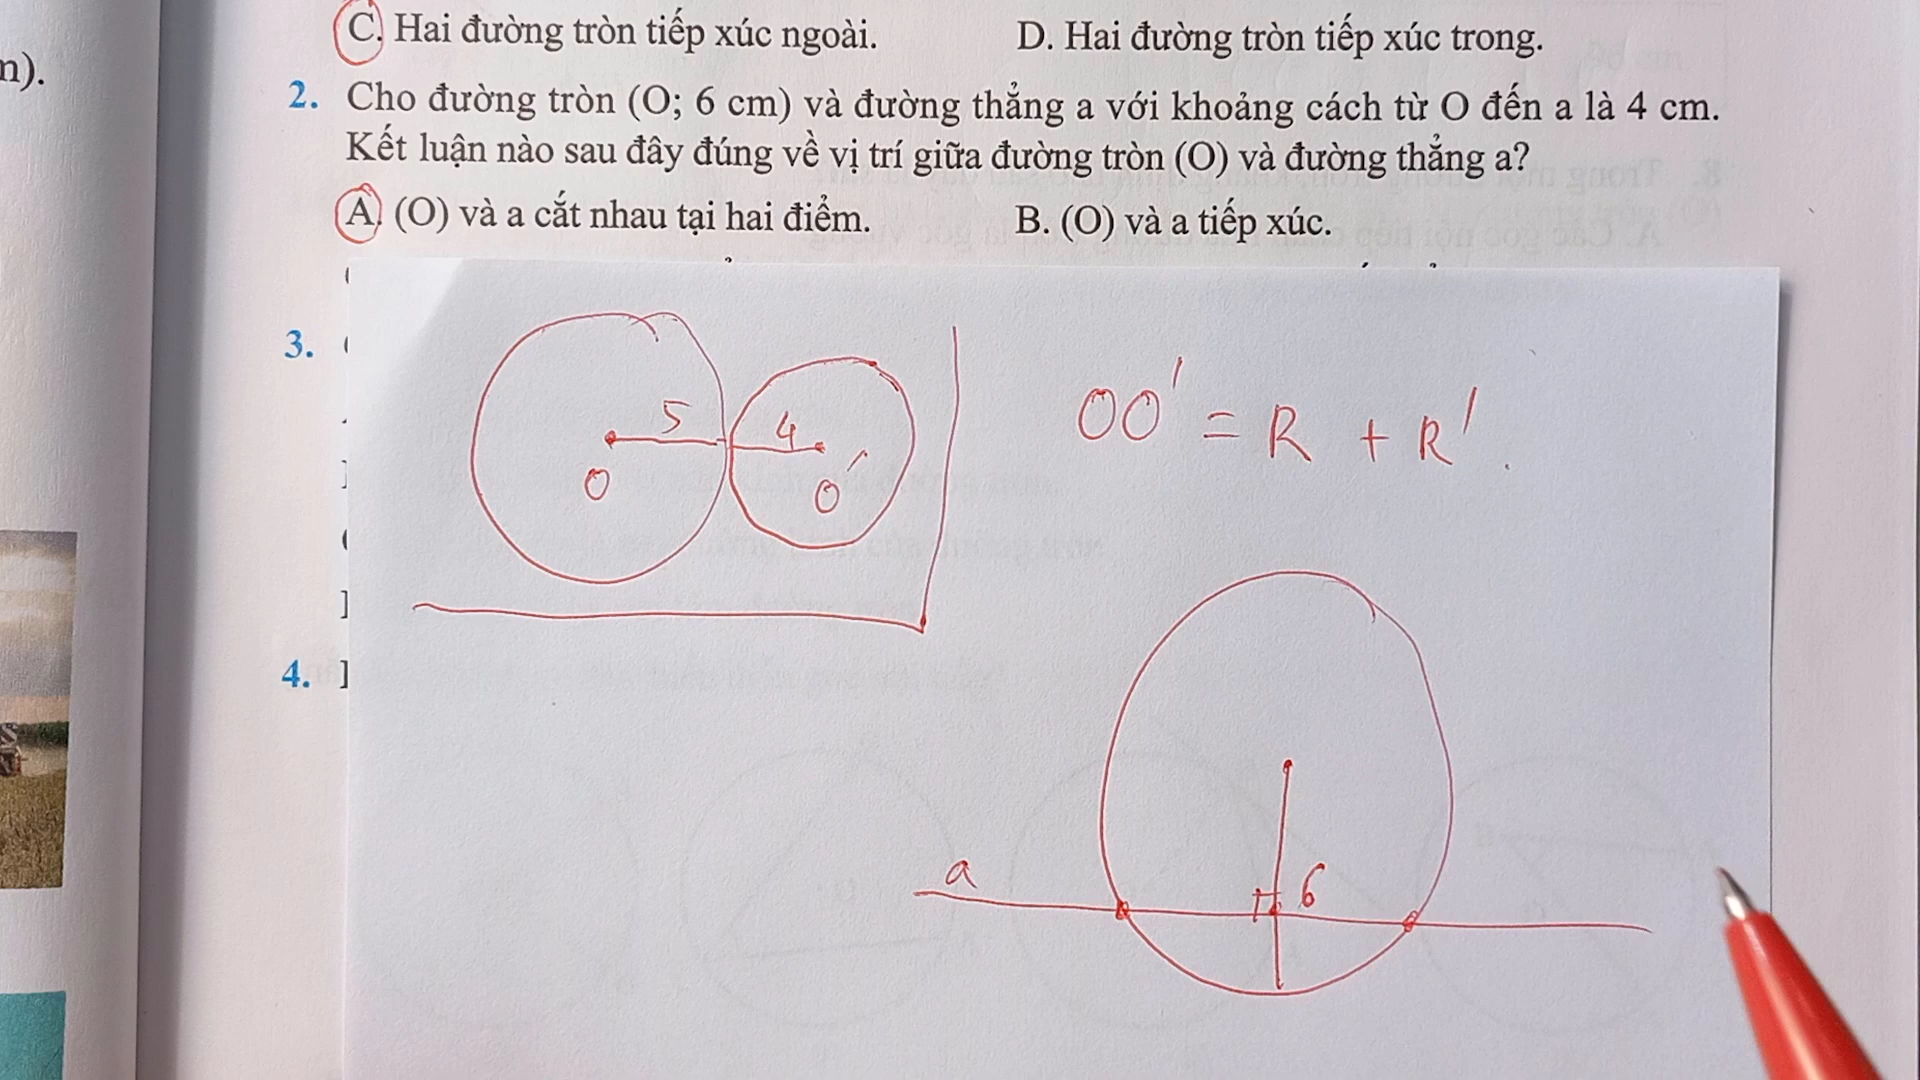 C. Hai đường tròn tiếp xúc ngoài. D. Hai đường tròn tiếp xúc trong.
n).
2. Cho đường tròn (O; 6 cm) và đường thẳng a với khoảng cách từ O đến a là 4 cm.
Kết luận nào sau đây đúng về vị trí giữa đường tròn (O) và đường thẳng a?
A. (O) và a cắt nhau tại hai điểm. B. (O) và a tiếp xúc.
3.
5 4
O O'
OO' = R + R'.
4.
a 6